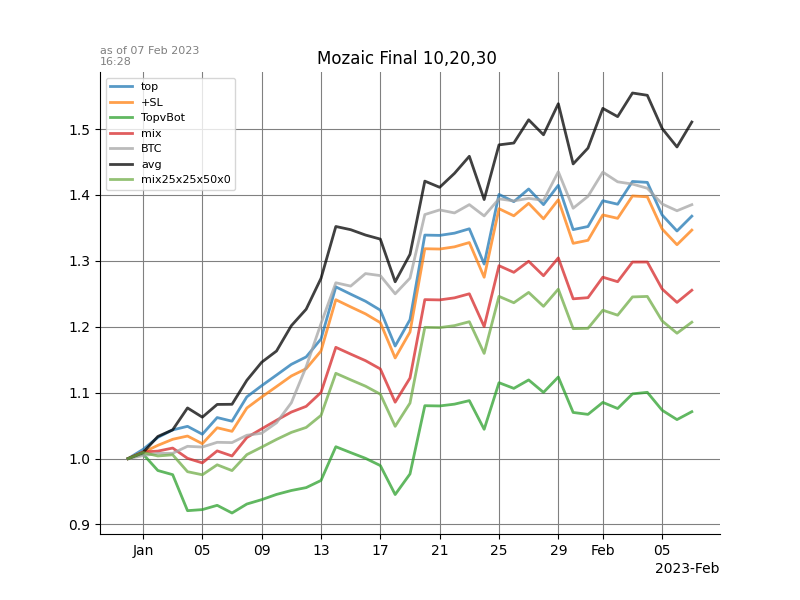 as of 07 Feb 2023
16:28
Mozaic Final 10,20,30
top
+SL
TopvBot
mix
BTC
avg
mix25x25x50x0
1.5
1.4
1.3
1.2
1.1
1.0
0.9
Jan 05 09 13 17 21 25 29 Feb 05
2023-Feb